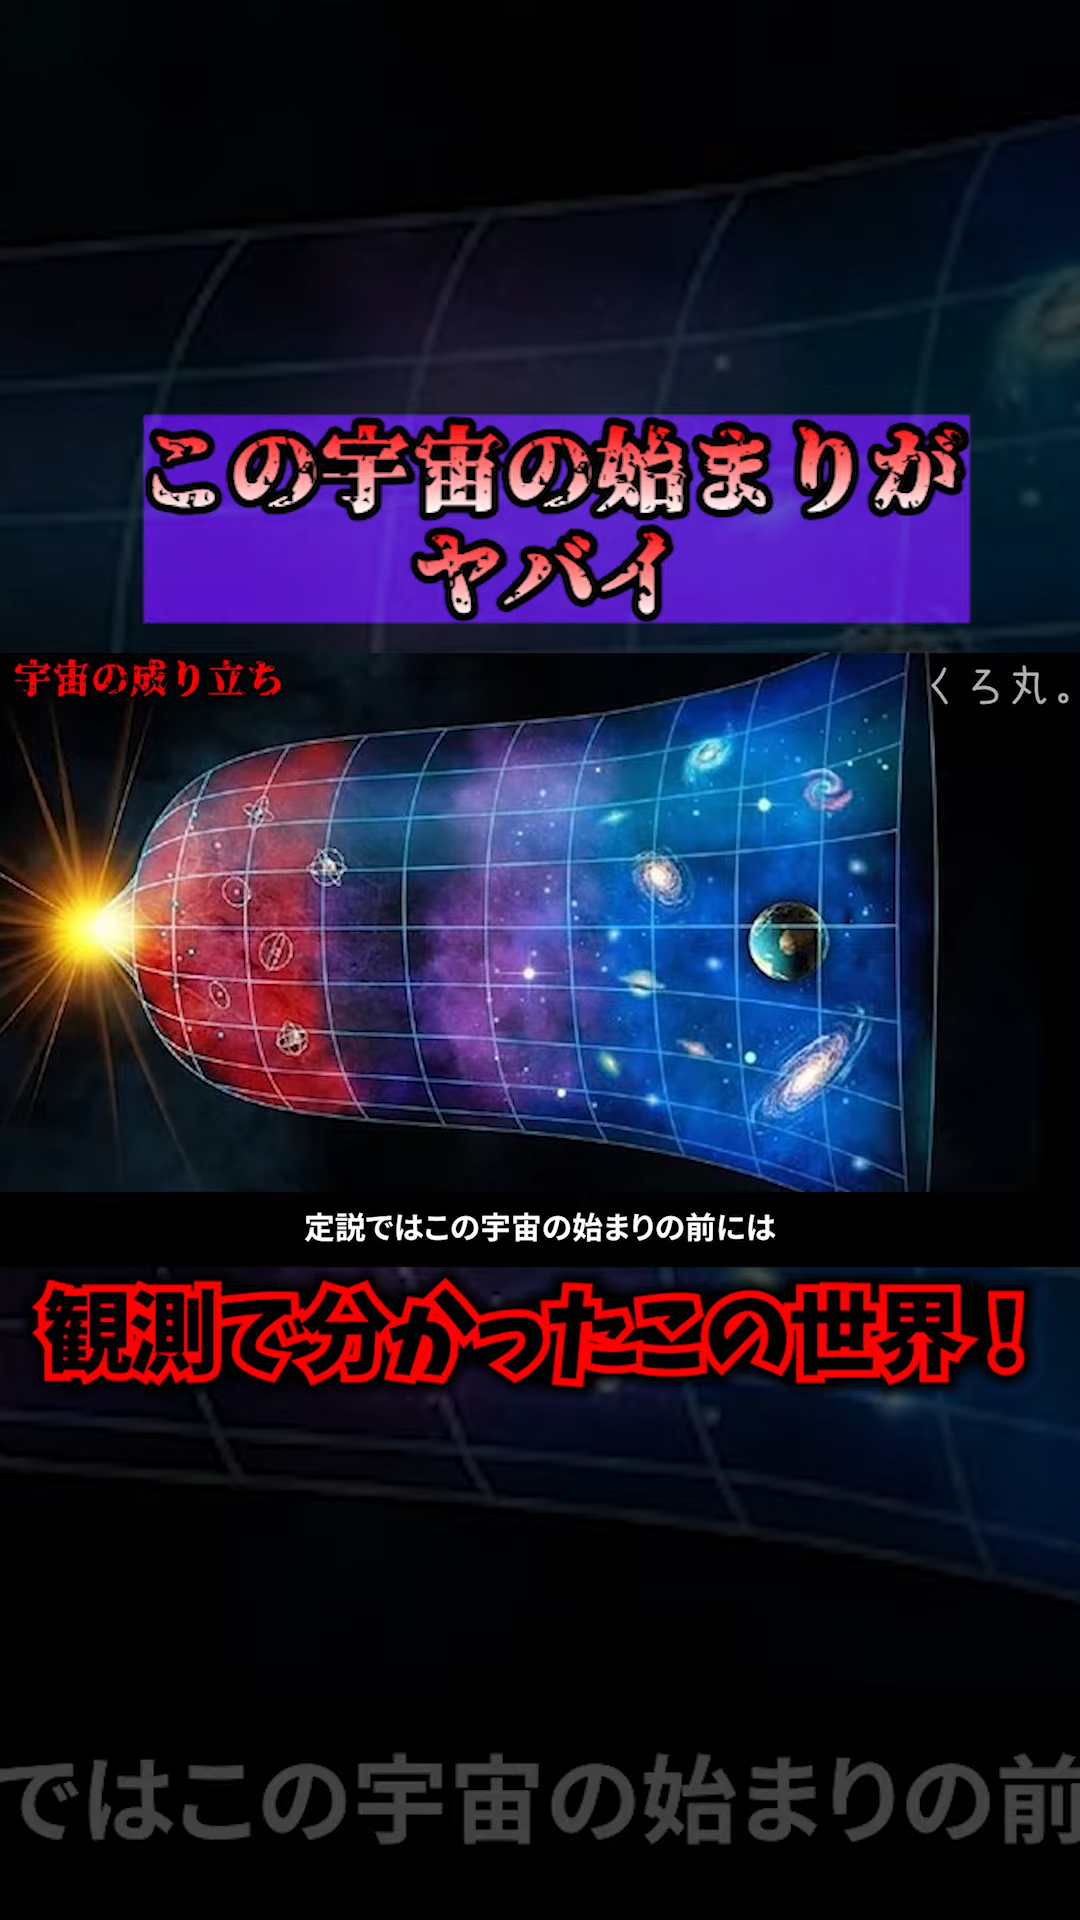 この宇宙の始まりが
ヤバイ
宇宙の成り立ち
くろ丸。
定説ではこの宇宙の始まりの前には
観測で分かったこの世界！
ではこの宇宙の始まりの前